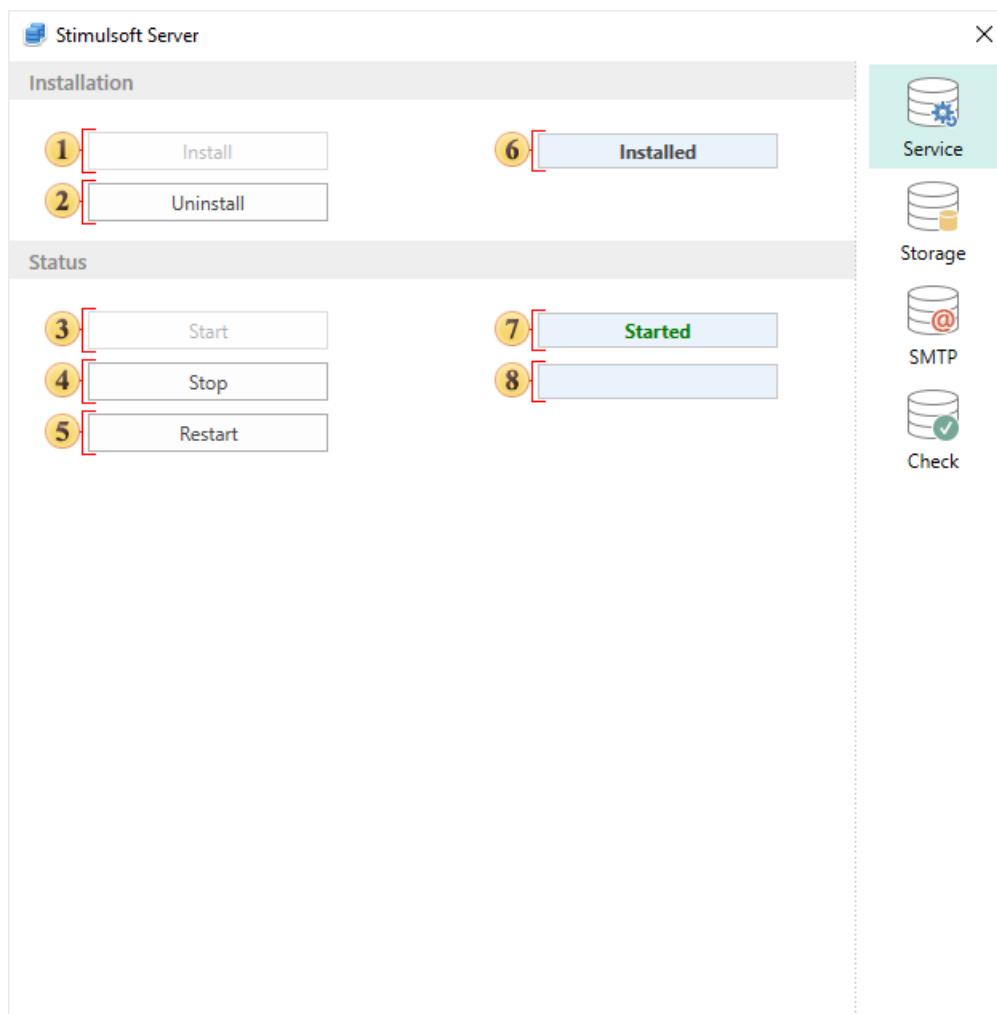 Stimulsoft Server
Installation
1 Install
6 Installed
2 Uninstall
Status
3 Start
7 Started
4 Stop
8
5 Restart
Service
Storage
@
SMTP
Check